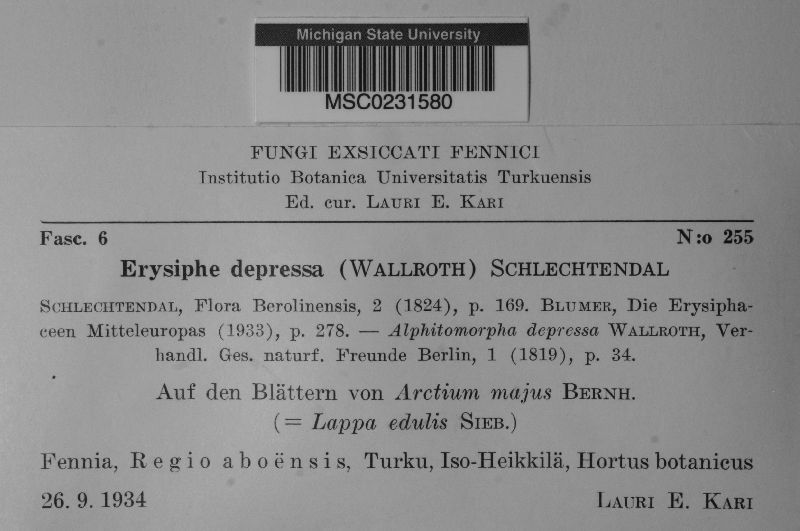 Michigan State University
MSC0231580
FUNGI EXSICCATI FENNICI
Institutio Botanica Universitatis Turkuensis
Ed. cur. LAURI E. KARI
Fasc. 6 N:o 255
Erysiphe depressa (WALLROTH) SCHLECHTENDAL
SCHLECHTENDAL, Flora Berolinensis, 2 (1824), p. 169. BLUMER, Die Erysipha-
ceen Mitteleuropas (1933), p. 278. — Alphitomorpha depressa WALLROTH, Ver-
handl. Ges. naturf. Freunde Berlin, 1 (1819), p. 34.
Auf den Blättern von Arctium majus BERNH.
(= Lappa edulis SIEB.)
Fennia, Regio aboënsis, Turku, Iso-Heikkilä, Hortus botanicus
26. 9. 1934 LAURI E. KARI